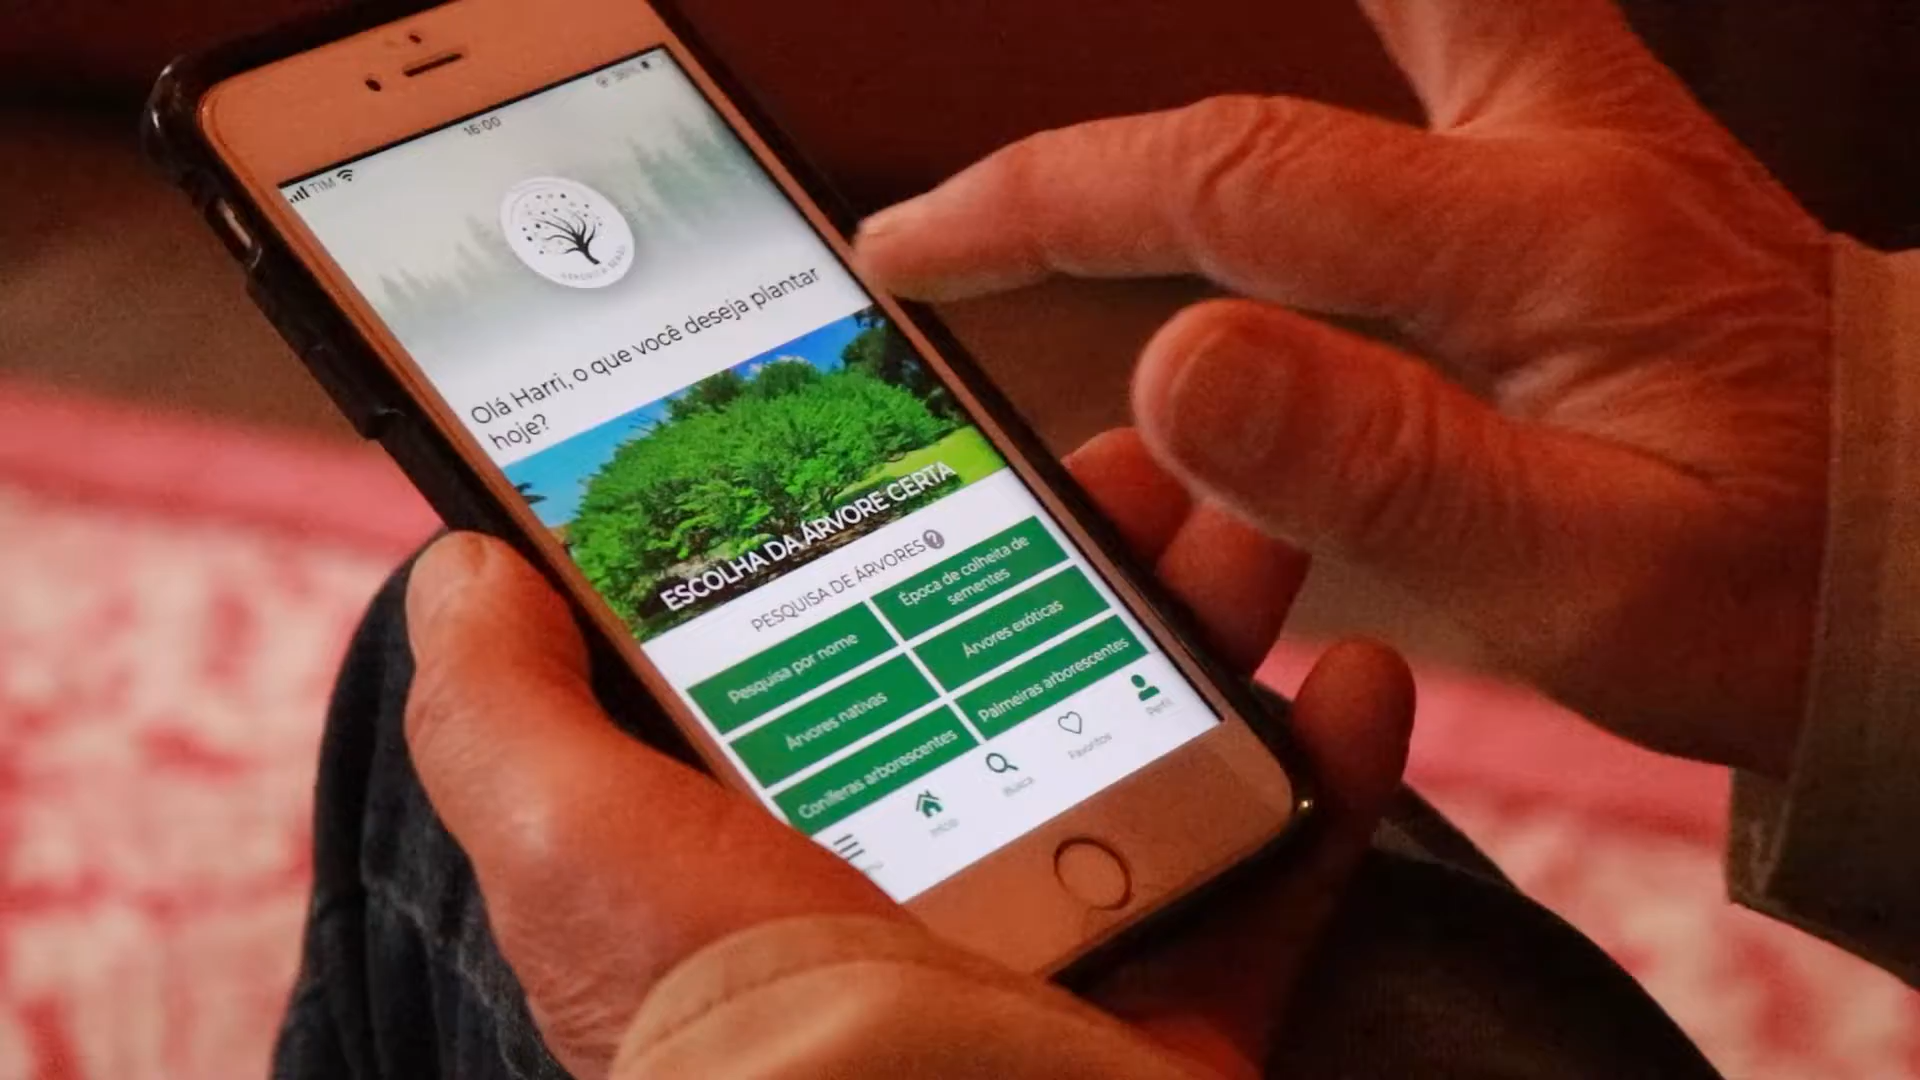 16:00
TIM
Olá Harri, o que você deseja plantar
hoje?
ESCOLHA DA ÁRVORE CERTA
PESQUISA DE ÁRVORES?
Pesquisa por nome
Época de colheita de
sementes
Árvores nativas
Árvores exóticas
Coníferas arborescentes
Palmeiras arborescentes
Início
Busca
Favoritos
Perfil